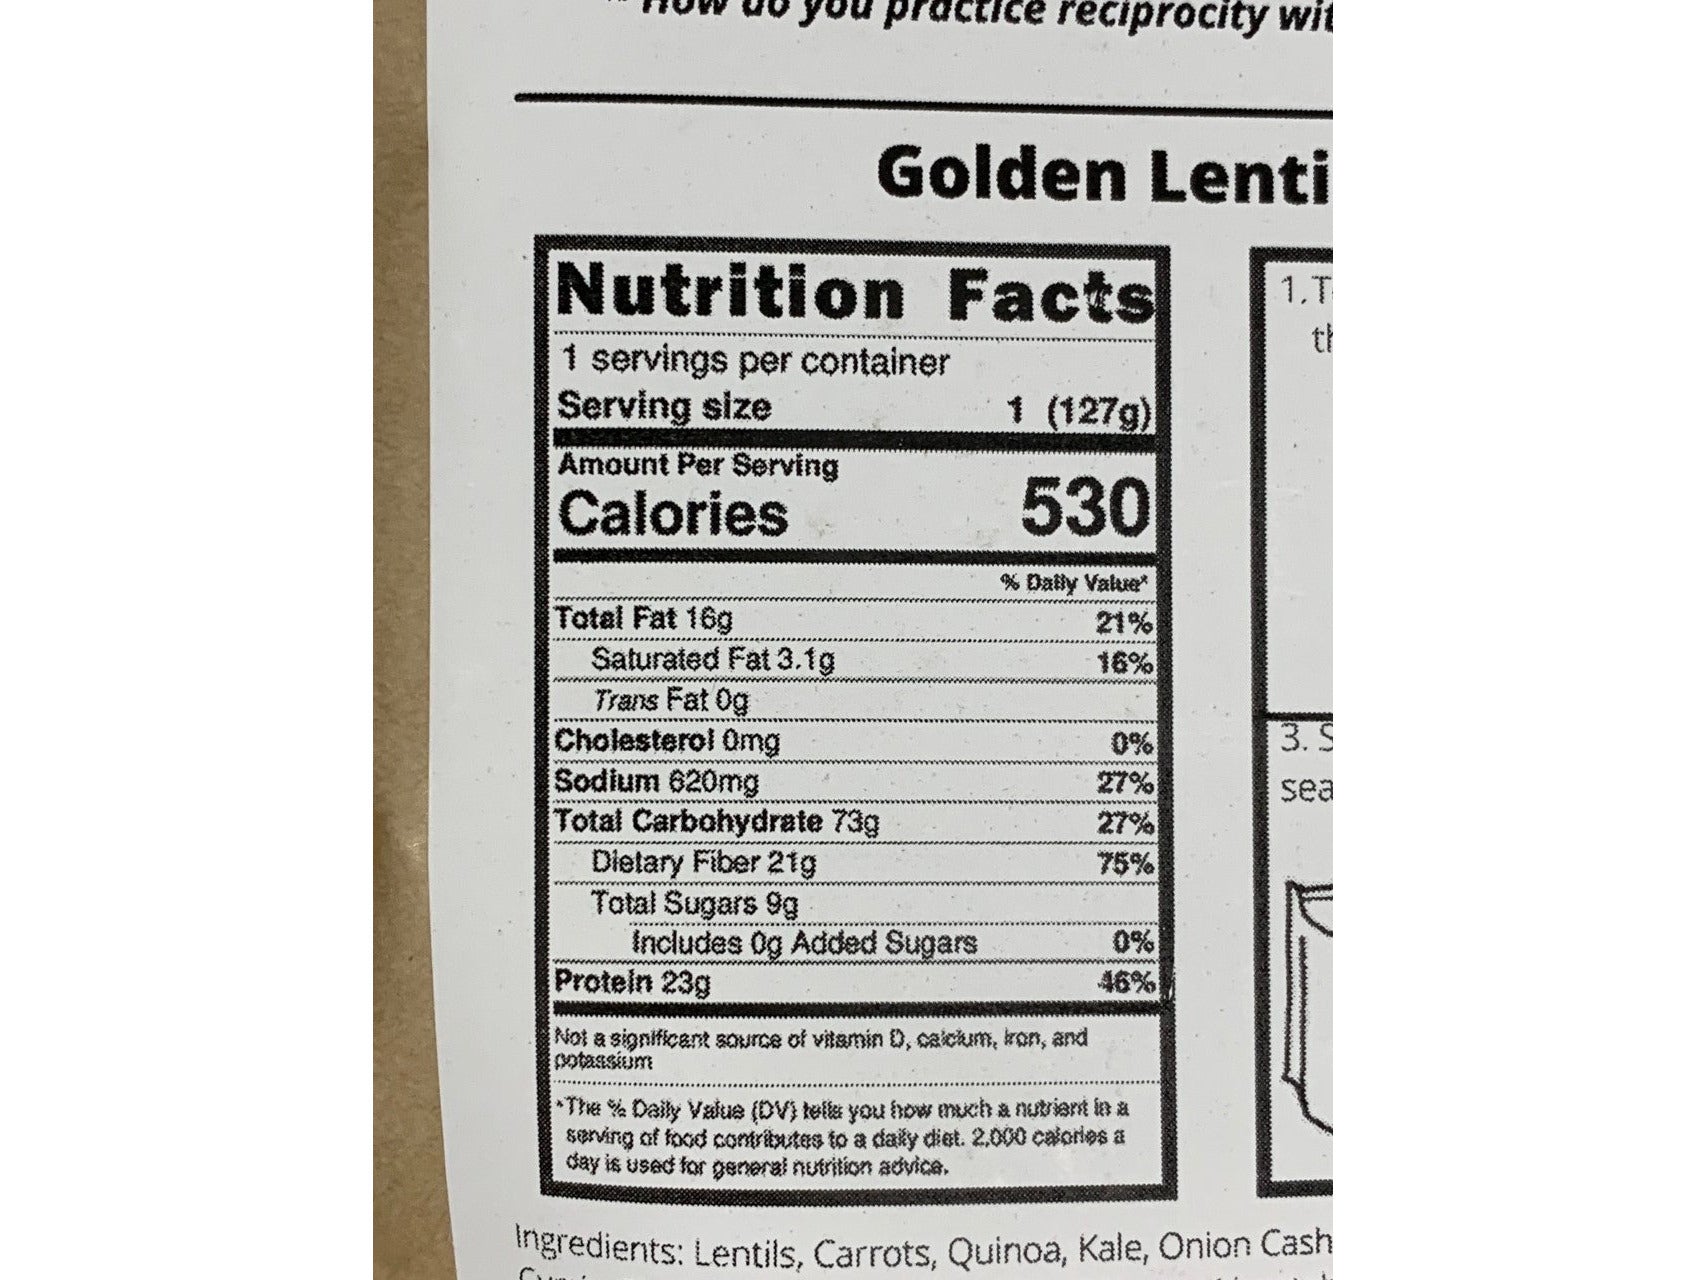 * How do you practice reciprocity wit
Golden Lenti
Nutrition Facts
1 servings per container
Serving size 1 (127g)
Amount Per Serving
Calories 530
% Daily Value*
Total Fat 16g 21%
Saturated Fat 3.1g 16%
Trans Fat 0g
Cholesterol 0mg 0%
Sodium 620mg 27%
Total Carbohydrate 73g 27%
Dietary Fiber 21g 75%
Total Sugars 9g
Includes 0g Added Sugars 0%
Protein 23g 46%
Not a significant source of vitamin D, calcium, iron, and
potassium
*The % Daily Value (DV) tells you how much a nutrient in a
serving of food contributes to a daily diet. 2,000 calories a
day is used for general nutrition advice.
1. T
th
3. S
sea
Ingredients: Lentils, Carrots, Quinoa, Kale, Onion Cash